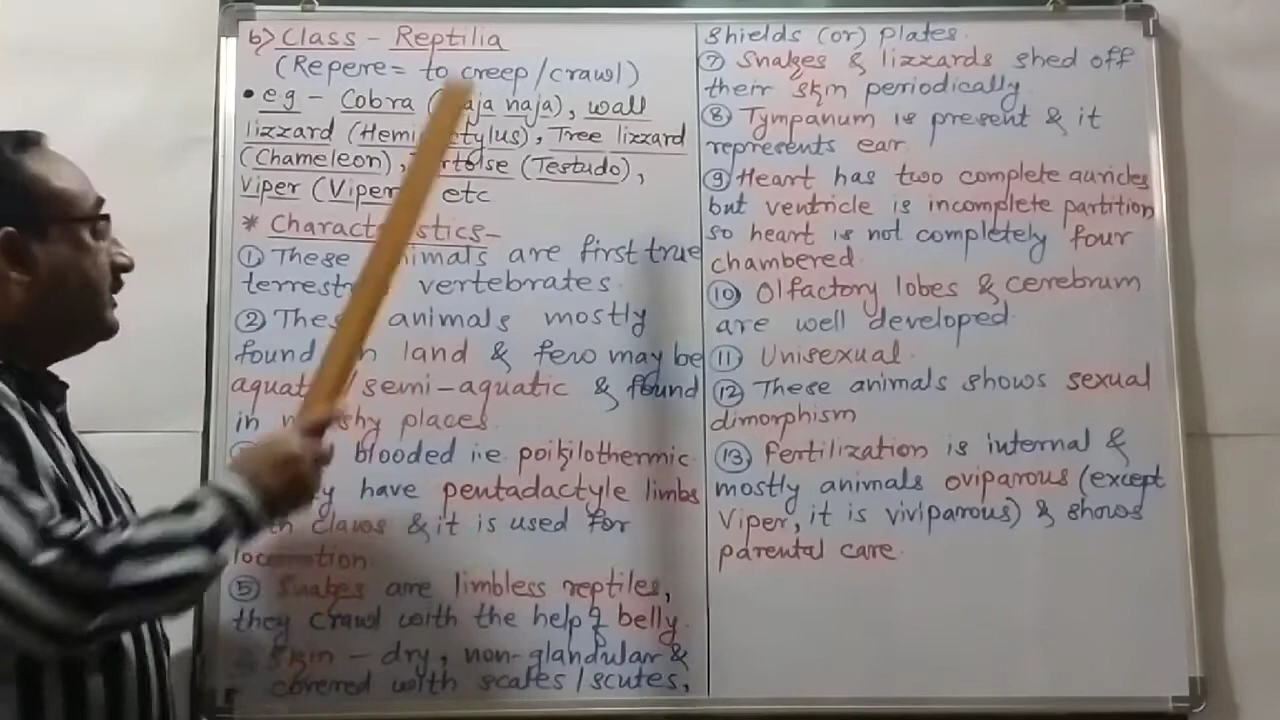 b) Class - Reptilia
(Repere = to creep/crawl)
• eg - Cobra (aja naja), wall
lizzard (Hemi ctylus), Tree lizzard
(Chameleon), rtoise (Testudo),
Viper (Viper etc
* Charact istics-
① These animals are first true
terrest vertebrates.
② These animals mostly
found land & few may be
aquat / semi-aquatic & found
in m shy places.
blooded i.e. poikilothermic.
have pentadactyle limbs
claws & it is used for
locomotion.
⑤ Snakes are limbless reptiles,
they crawl with the help of belly.
Skin - dry, non-glandular &
covered with scales/scutes,
shields (or) plates.
⑦ Snakes & lizzards shed off
their skin periodically.
⑧ Tympanum is present & it
represents ear.
⑨ Heart has two complete auricles
but ventricle is incomplete partition
so heart is not completely four
chambered.
⑩ Olfactory lobes & cerebrum
are well developed.
⑪ Unisexual.
⑫ These animals shows sexual
dimorphism
⑬ Fertilization is internal &
mostly animals oviparous (except
Viper, it is viviparous) & shows
parental care.